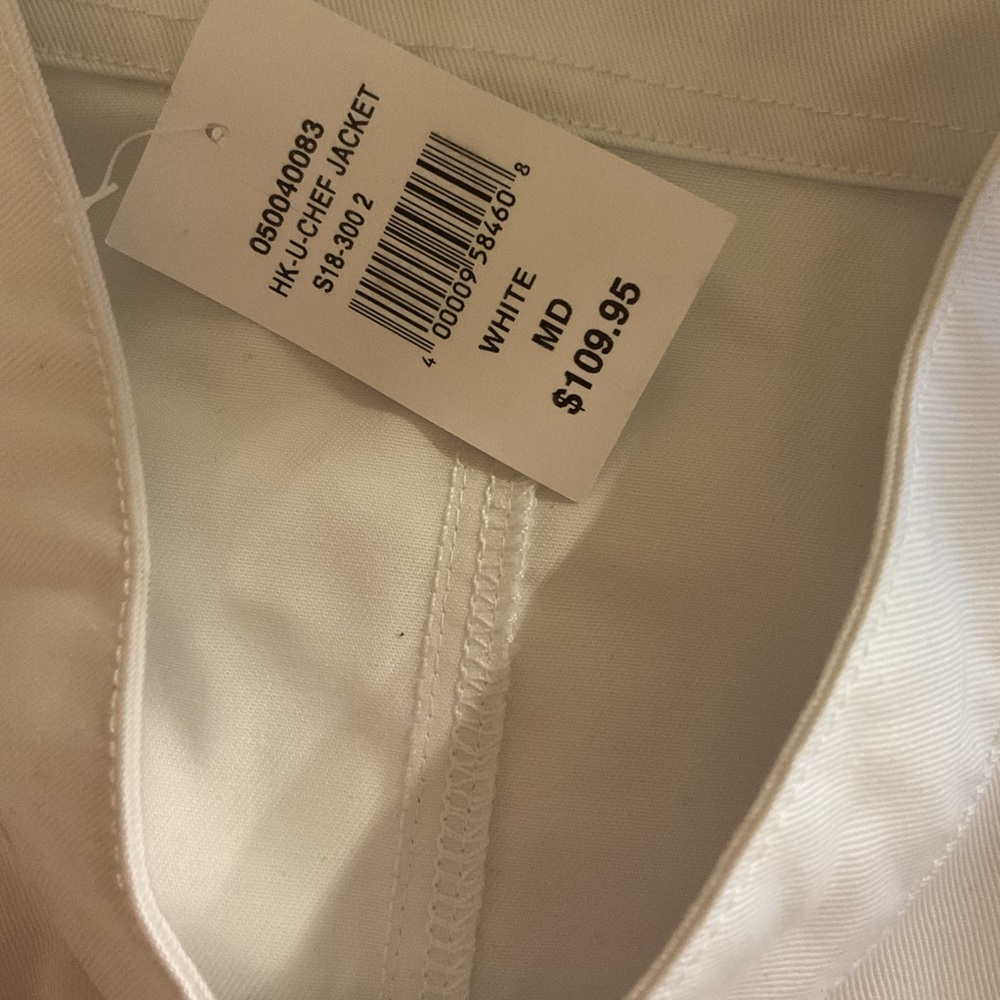 050040083
HK-U-CHEF JACKET
S18-300 2
4 00009 58460 8
WHITE
MD
$109.95